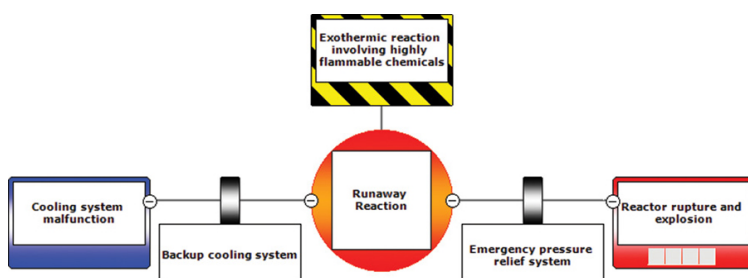 Exothermic reaction
involving highly
flammable chemicals
Cooling system
malfunction
Backup cooling system
Runaway
Reaction
Emergency pressure
relief system
Reactor rupture and
explosion